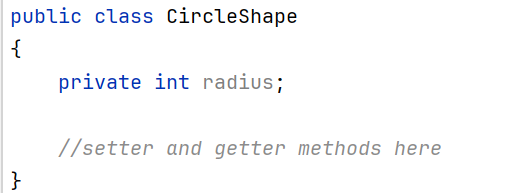 public class CircleShape
{
private int radius;
//setter and getter methods here
}